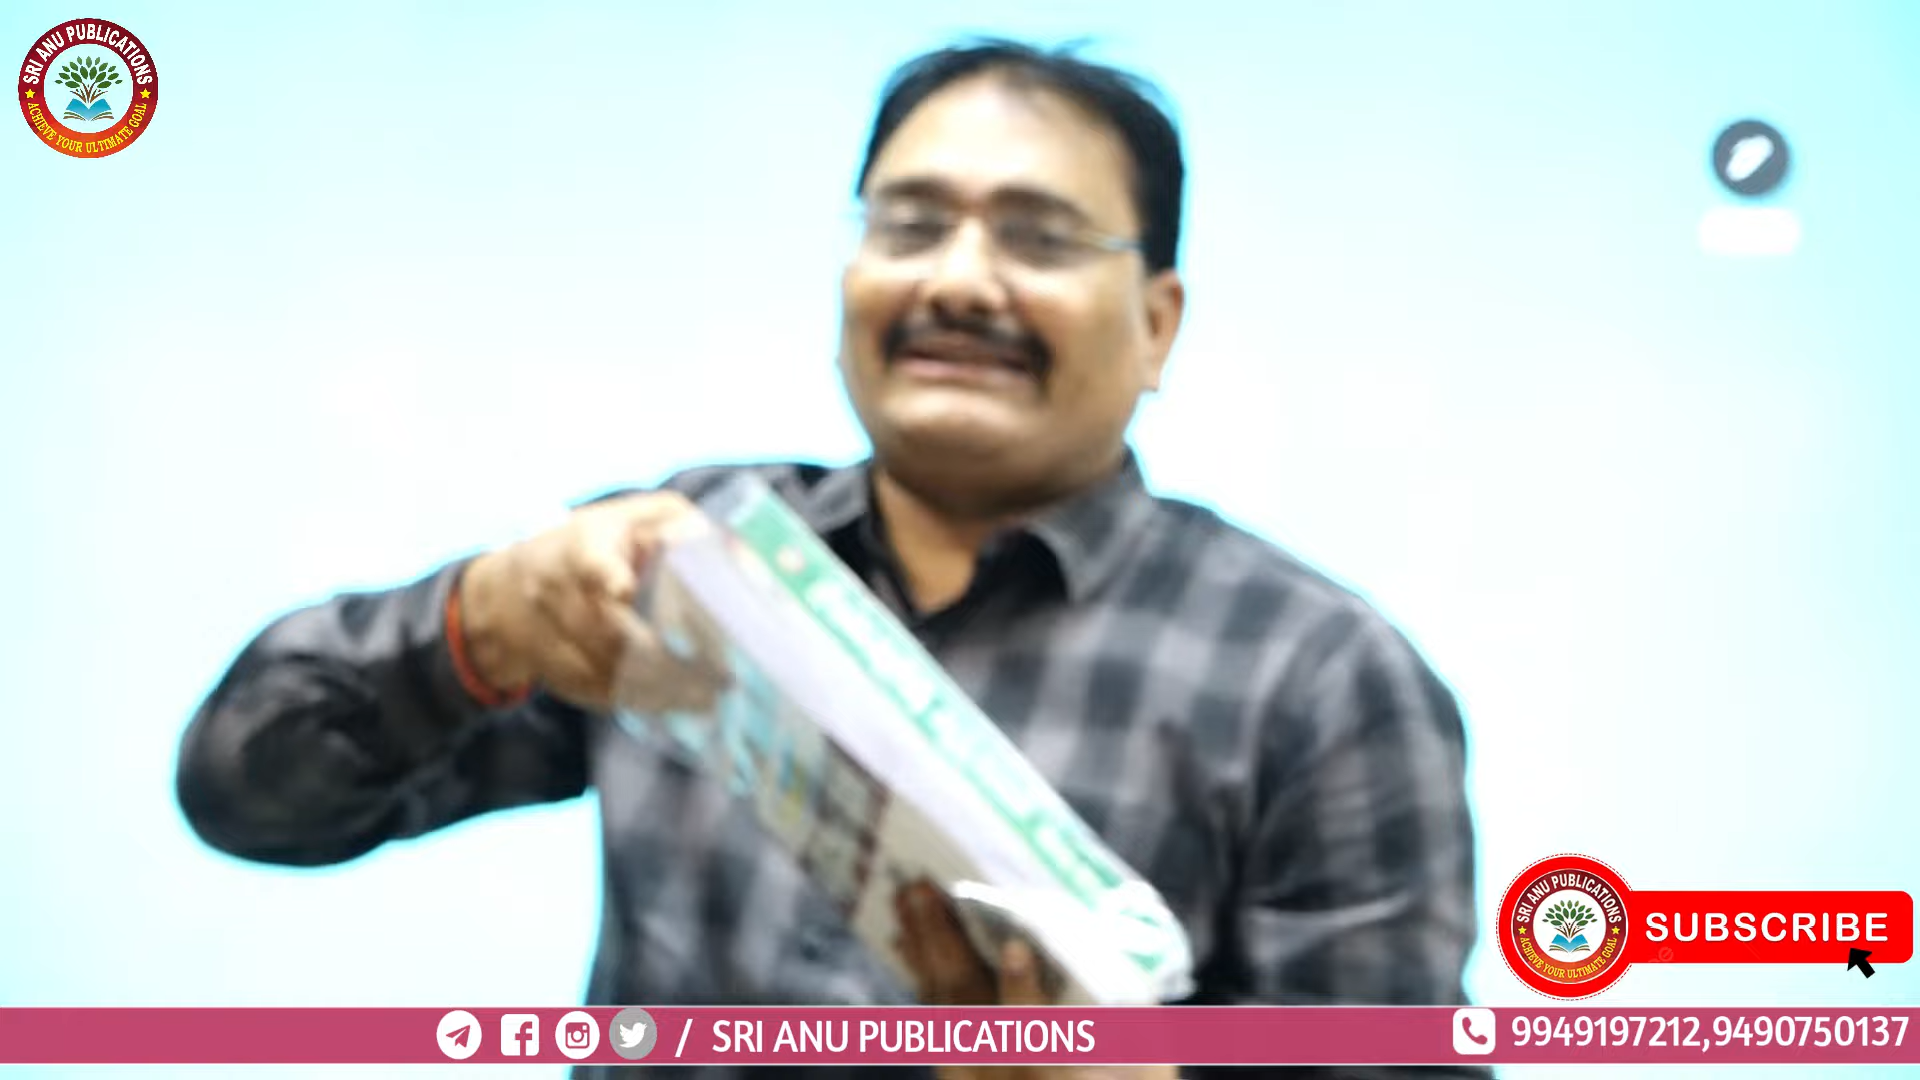 SRI ANU PUBLICATIONS
ACHIEVE YOUR ULTIMATE GOAL
SRI ANU PUBLICATIONS
ACHIEVE YOUR ULTIMATE GOAL
SUBSCRIBE
/ SRI ANU PUBLICATIONS
9949197212,9490750137